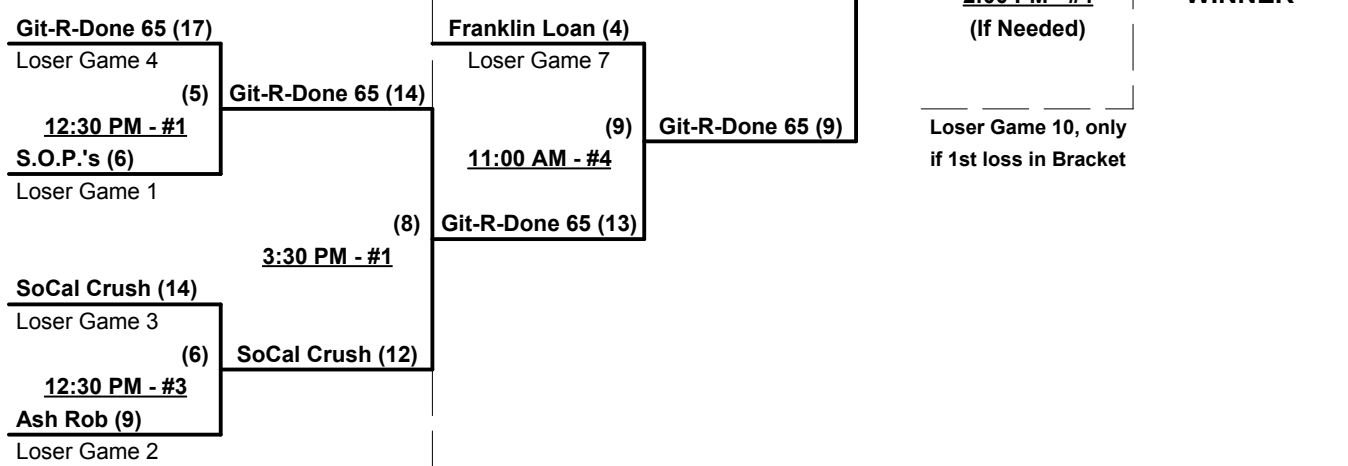 Git-R-Done 65 (17)
Loser Game 4
(5)
12:30 PM - #1
S.O.P.'s (6)
Loser Game 1
Git-R-Done 65 (14)
(8)
3:30 PM - #1
SoCal Crush (14)
Loser Game 3
(6)
12:30 PM - #3
Ash Rob (9)
Loser Game 2
SoCal Crush (12)
Franklin Loan (4)
Loser Game 7
(9)
11:00 AM - #4
Git-R-Done 65 (13)
Git-R-Done 65 (9)
(If Needed)
Loser Game 10, only
if 1st loss in Bracket
WINNER